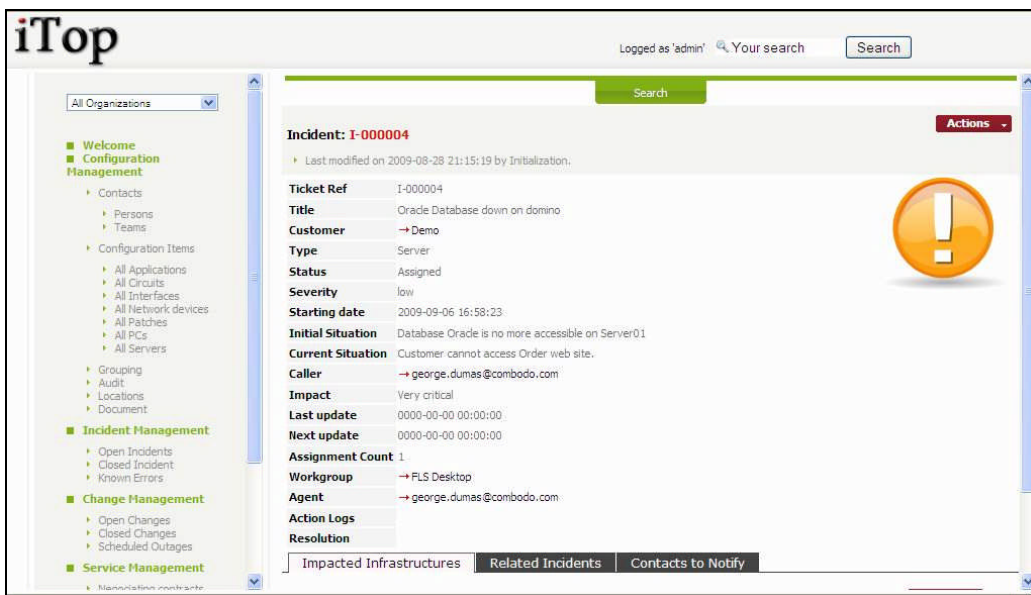 iTop
Logged as 'admin' Your search Search
All Organizations
Welcome
Configuration
Management
Contacts
Persons
Teams
Configuration Items
All Applications
All Circuits
All Interfaces
All Network devices
All Patches
All PCs
All Servers
Grouping
Audit
Locations
Document
Incident Management
Open Incidents
Closed Incident
Known Errors
Change Management
Open Changes
Closed Changes
Scheduled Outages
Service Management
Search
Actions
Incident: I-000004
Last modified on 2009-08-28 21:15:19 by Initialization.
Ticket Ref I-000004
Title Oracle Database down on domino
Customer →Demo
Type Server
Status Assigned
Severity low
Starting date 2009-09-06 16:58:23
Initial Situation Database Oracle is no more accessible on Server01
Current Situation Customer cannot access Order web site.
Caller →george.dumas@combodo.com
Impact Very critical
Last update 0000-00-00 00:00:00
Next update 0000-00-00 00:00:00
Assignment Count 1
Workgroup →FLS Desktop
Agent →george.dumas@combodo.com
Action Logs
Resolution
Impacted Infrastructures Related Incidents Contacts to Notify